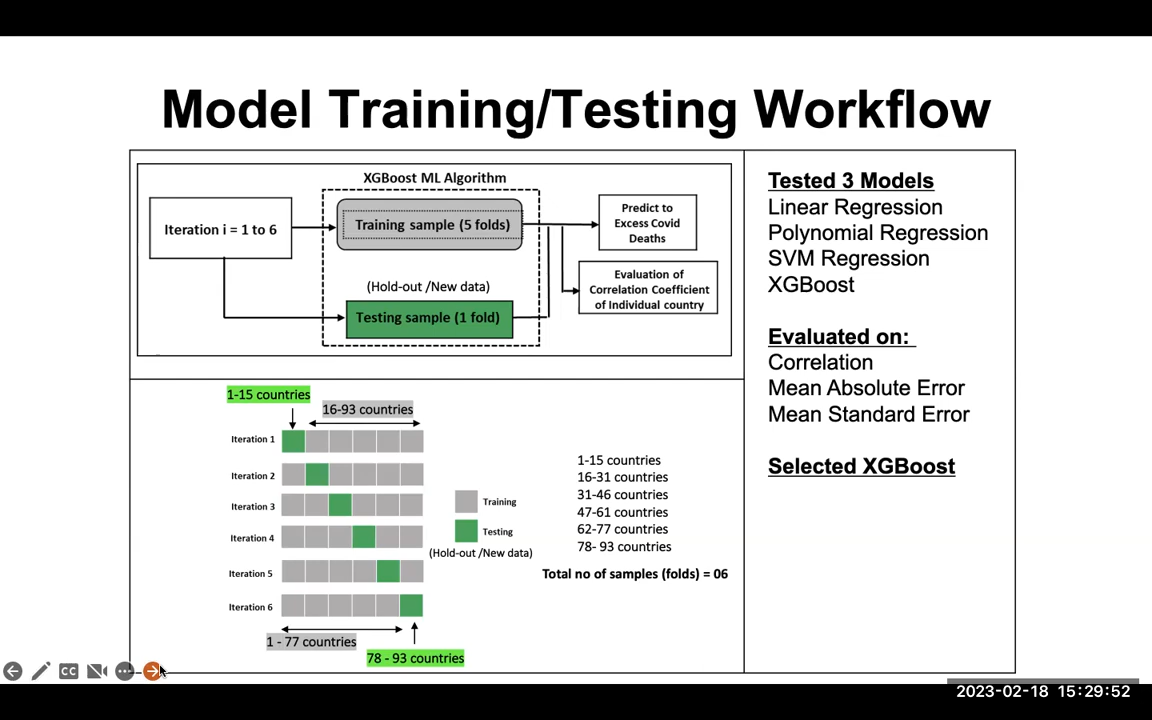 Model Training/Testing Workflow
XGBoost ML Algorithm
Iteration i = 1 to 6
Training sample (5 folds)
(Hold-out /New data)
Testing sample (1 fold)
Predict to
Excess Covid
Deaths
Evaluation of
Correlation Coefficient
of Individual country
1-15 countries
16-93 countries
Iteration 1
Iteration 2
Iteration 3
Iteration 4
Iteration 5
Iteration 6
1 - 77 countries
78 - 93 countries
Training
Testing
(Hold-out /New data)
1-15 countries
16-31 countries
31-46 countries
47-61 countries
62-77 countries
78- 93 countries
Total no of samples (folds) = 06
Tested 3 Models
Linear Regression
Polynomial Regression
SVM Regression
XGBoost
Evaluated on:
Correlation
Mean Absolute Error
Mean Standard Error
Selected XGBoost
CC
2023-02-18 15:29:52